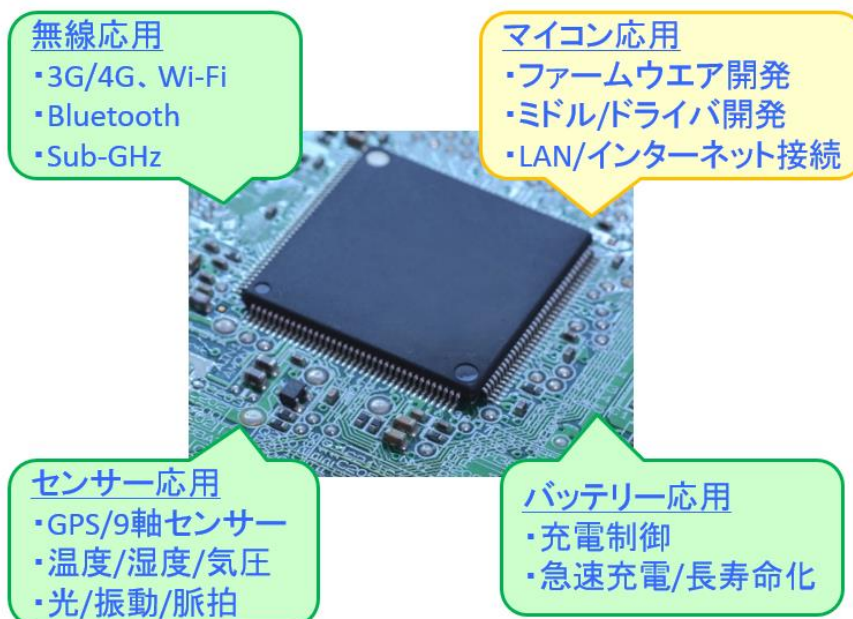 無線応用
・3G/4G、Wi-Fi
・Bluetooth
・Sub-GHz
マイコン応用
・ファームウエア開発
・ミドル/ドライバ開発
・LAN/インターネット接続
センサー応用
・GPS/9軸センサー
・温度/湿度/気圧
・光/振動/脈拍
バッテリー応用
・充電制御
・急速充電/長寿命化